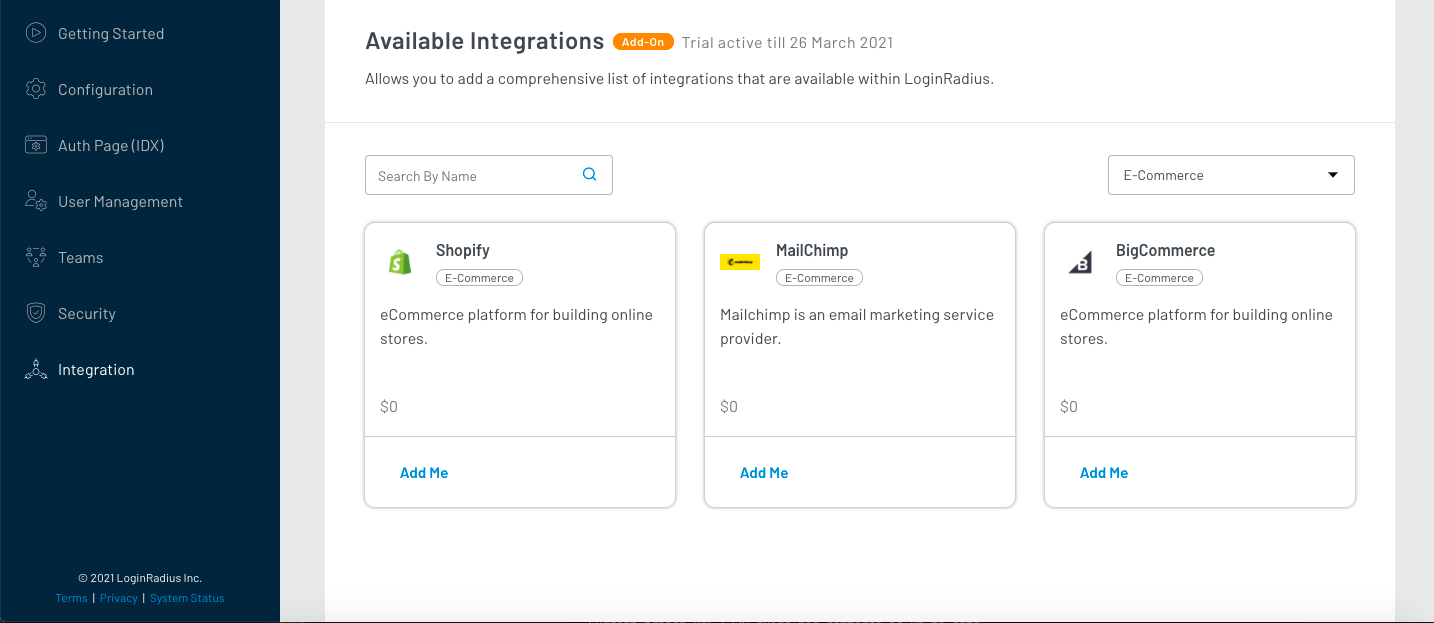 Getting Started
Configuration
Auth Page (IDX)
User Management
Teams
Security
Integration
© 2021 LoginRadius Inc.
Terms | Privacy | System Status
Available Integrations Add-On Trial active till 26 March 2021
Allows you to add a comprehensive list of integrations that are available within LoginRadius.
Search By Name
E-Commerce
Shopify
E-Commerce
eCommerce platform for building online
stores.
$0
Add Me
MailChimp
E-Commerce
Mailchimp is an email marketing service
provider.
$0
Add Me
BigCommerce
E-Commerce
eCommerce platform for building online
stores.
$0
Add Me